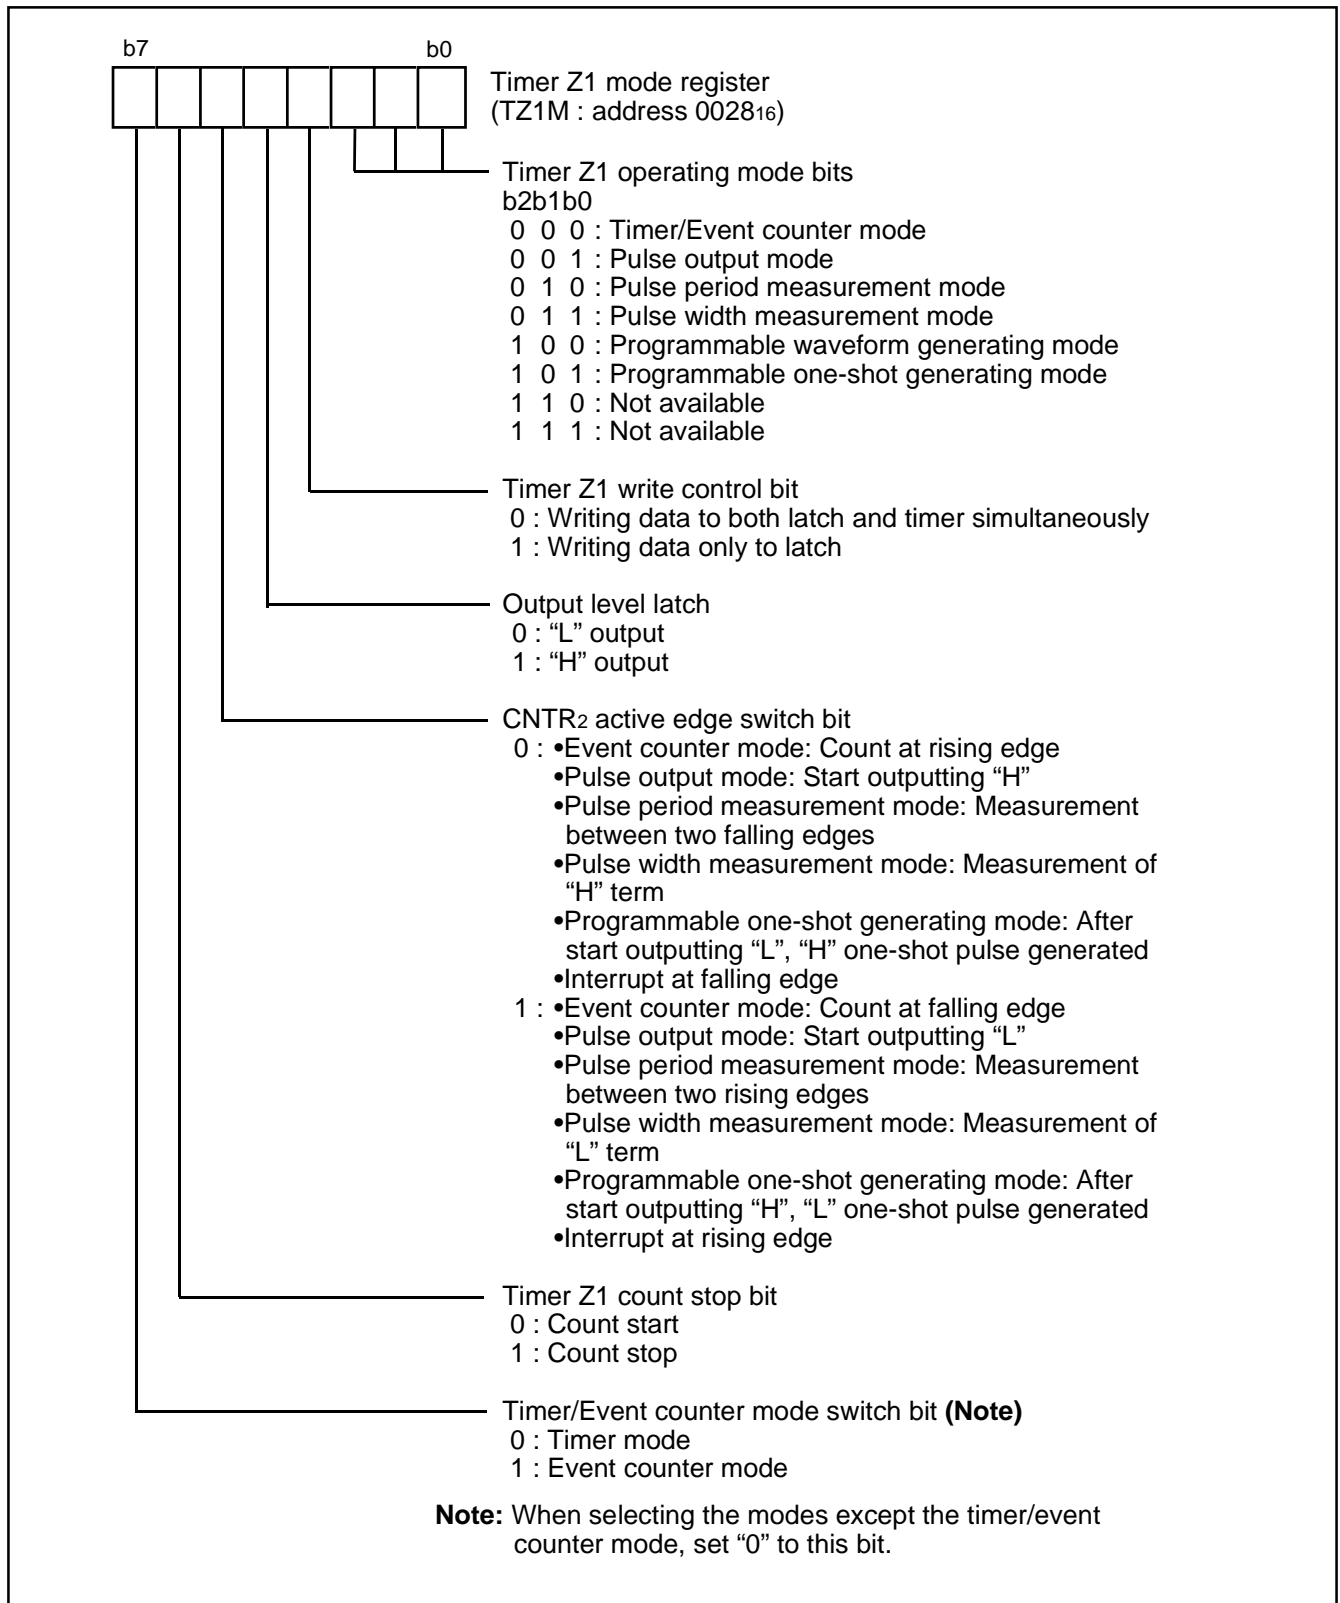 b7 b0
Timer Z1 mode register
(TZ1M : address 002816)
Timer Z1 operating mode bits
b2b1b0
0 0 0 : Timer/Event counter mode
0 0 1 : Pulse output mode
0 1 0 : Pulse period measurement mode
0 1 1 : Pulse width measurement mode
1 0 0 : Programmable waveform generating mode
1 0 1 : Programmable one-shot generating mode
1 1 0 : Not available
1 1 1 : Not available
Timer Z1 write control bit
0 : Writing data to both latch and timer simultaneously
1 : Writing data only to latch
Output level latch
0 : “L” output
1 : “H” output
CNTR2 active edge switch bit
0 : •Event counter mode: Count at rising edge
•Pulse output mode: Start outputting “H”
•Pulse period measurement mode: Measurement
between two falling edges
•Pulse width measurement mode: Measurement of
“H” term
•Programmable one-shot generating mode: After
start outputting “L”, “H” one-shot pulse generated
•Interrupt at falling edge
1 : •Event counter mode: Count at falling edge
•Pulse output mode: Start outputting “L”
•Pulse period measurement mode: Measurement
between two rising edges
•Pulse width measurement mode: Measurement of
“L” term
•Programmable one-shot generating mode: After
start outputting “H”, “L” one-shot pulse generated
•Interrupt at rising edge
Timer Z1 count stop bit
0 : Count start
1 : Count stop
Timer/Event counter mode switch bit (Note)
0 : Timer mode
1 : Event counter mode
Note: When selecting the modes except the timer/event
counter mode, set “0” to this bit.